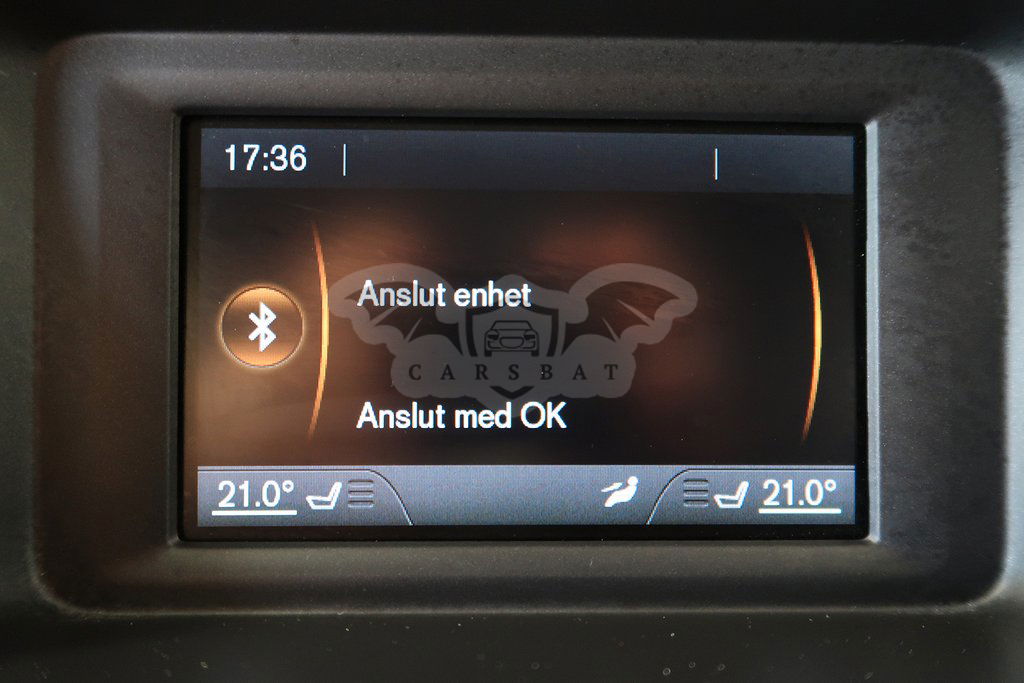 17:36
Anslut enhet
CARSBAT
Anslut med OK
21.0° 21.0°